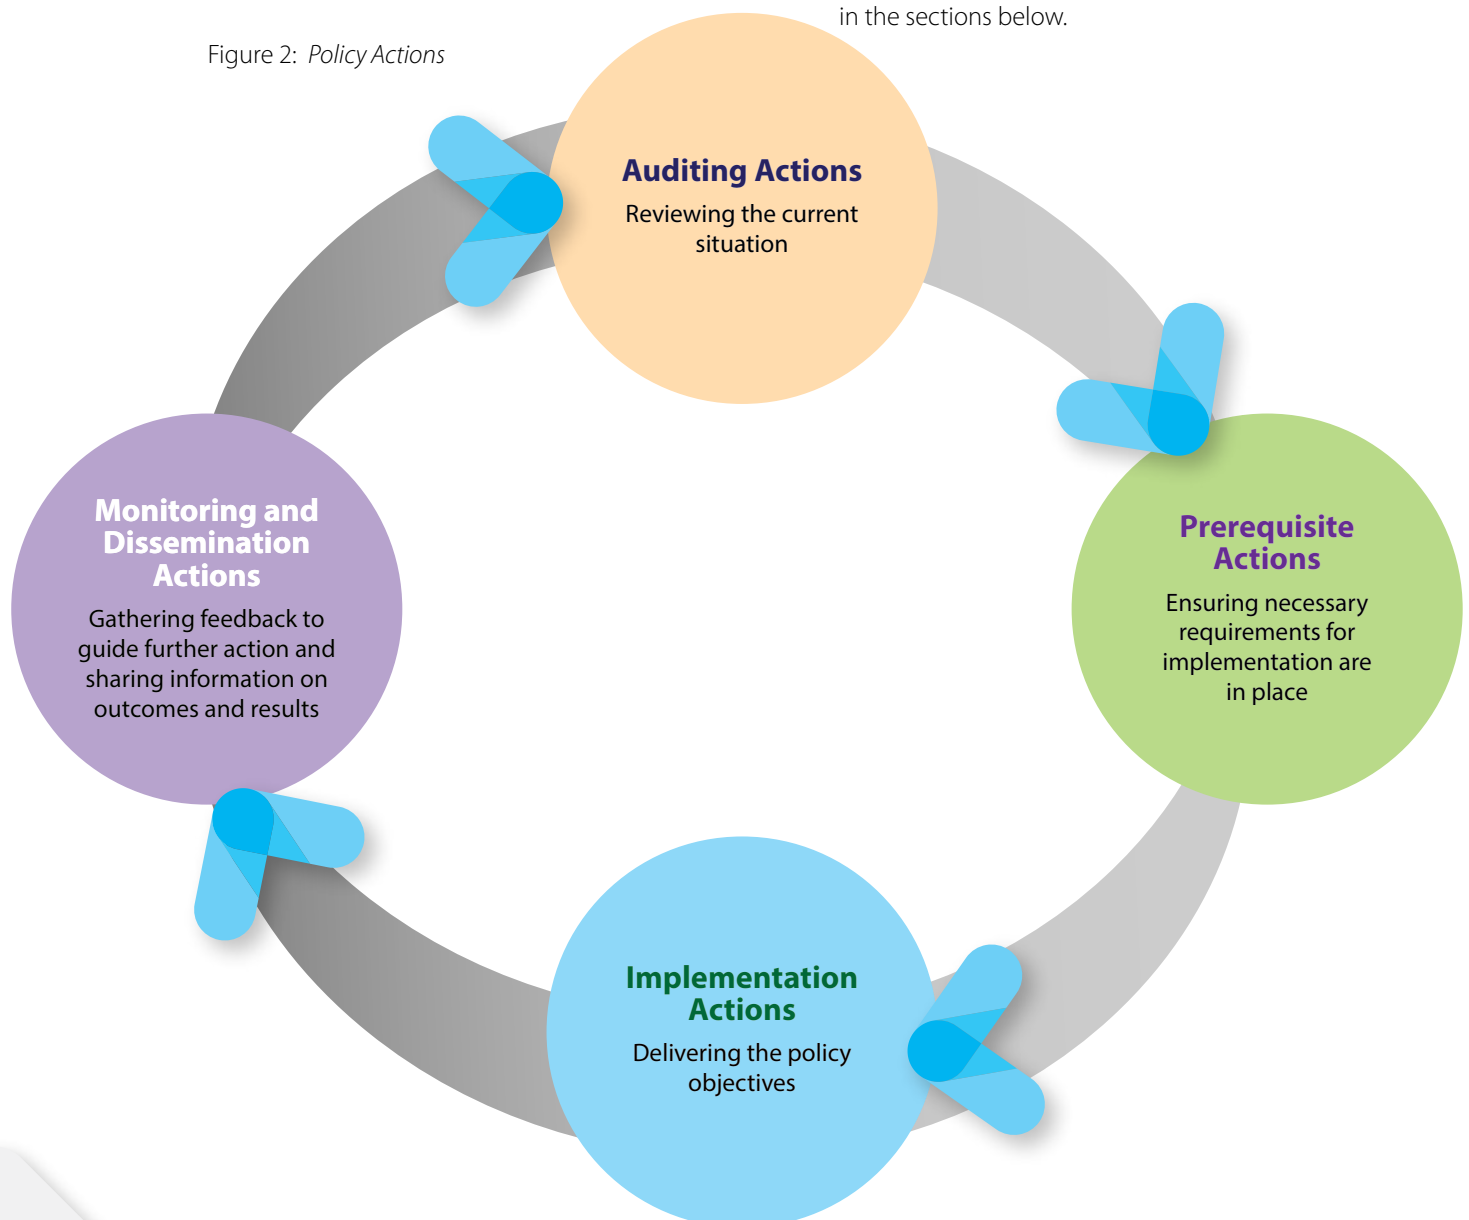 in the sections below.
Figure 2: Policy Actions
Auditing Actions
Reviewing the current
situation
Prerequisite
Actions
Ensuring necessary
requirements for
implementation are
in place
Implementation
Actions
Delivering the policy
objectives
Monitoring and
Dissemination
Actions
Gathering feedback to
guide further action and
sharing information on
outcomes and results